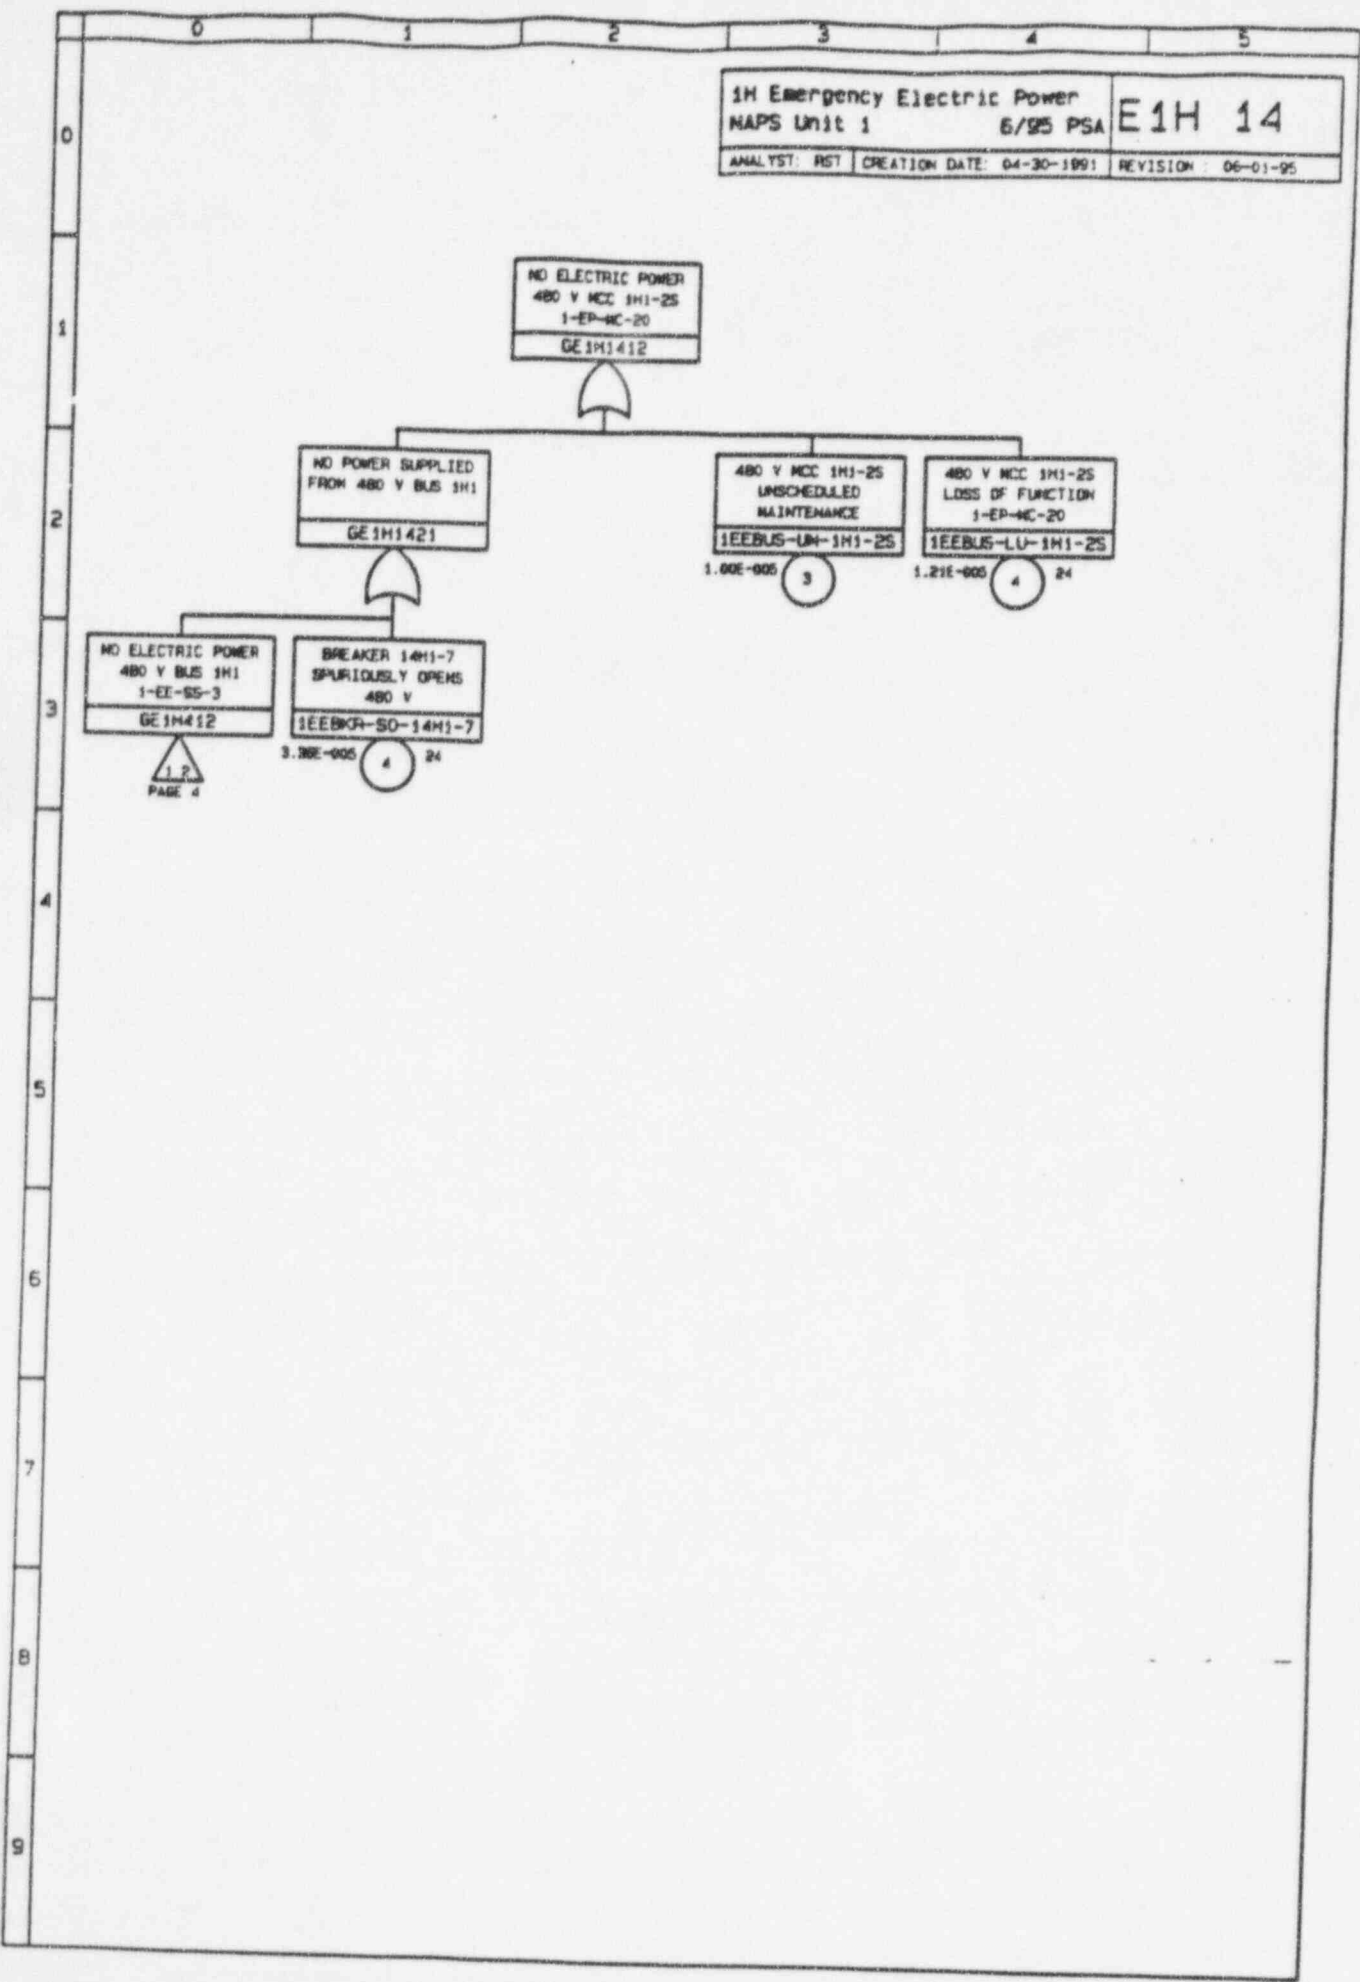 0 1 2 3 4 5
1H Emergency Electric Power
NAPS Unit 1 6/95 PSA
E1H 14
ANALYST: RST CREATION DATE: 04-30-1991 REVISION : 06-01-95
0
1
2
3
4
5
6
7
8
9
NO ELECTRIC POWER
480 V MCC 1H1-2S
1-EP-MC-20
GE1H1412
NO POWER SUPPLIED
FROM 480 V BUS 1H1
GE1H1421
480 V MCC 1H1-2S
UNSCHEDULED
MAINTENANCE
1EEBUS-UM-1H1-2S
1.00E-005
3
480 V MCC 1H1-2S
LOSS OF FUNCTION
1-EP-MC-20
1EEBUS-LU-1H1-2S
1.21E-005
4
24
NO ELECTRIC POWER
480 V BUS 1H1
1-EE-SS-3
GE1H412
1.2
PAGE 4
BREAKER 14H1-7
SPURIOUSLY OPENS
480 V
1EEBKR-SO-14H1-7
4
24